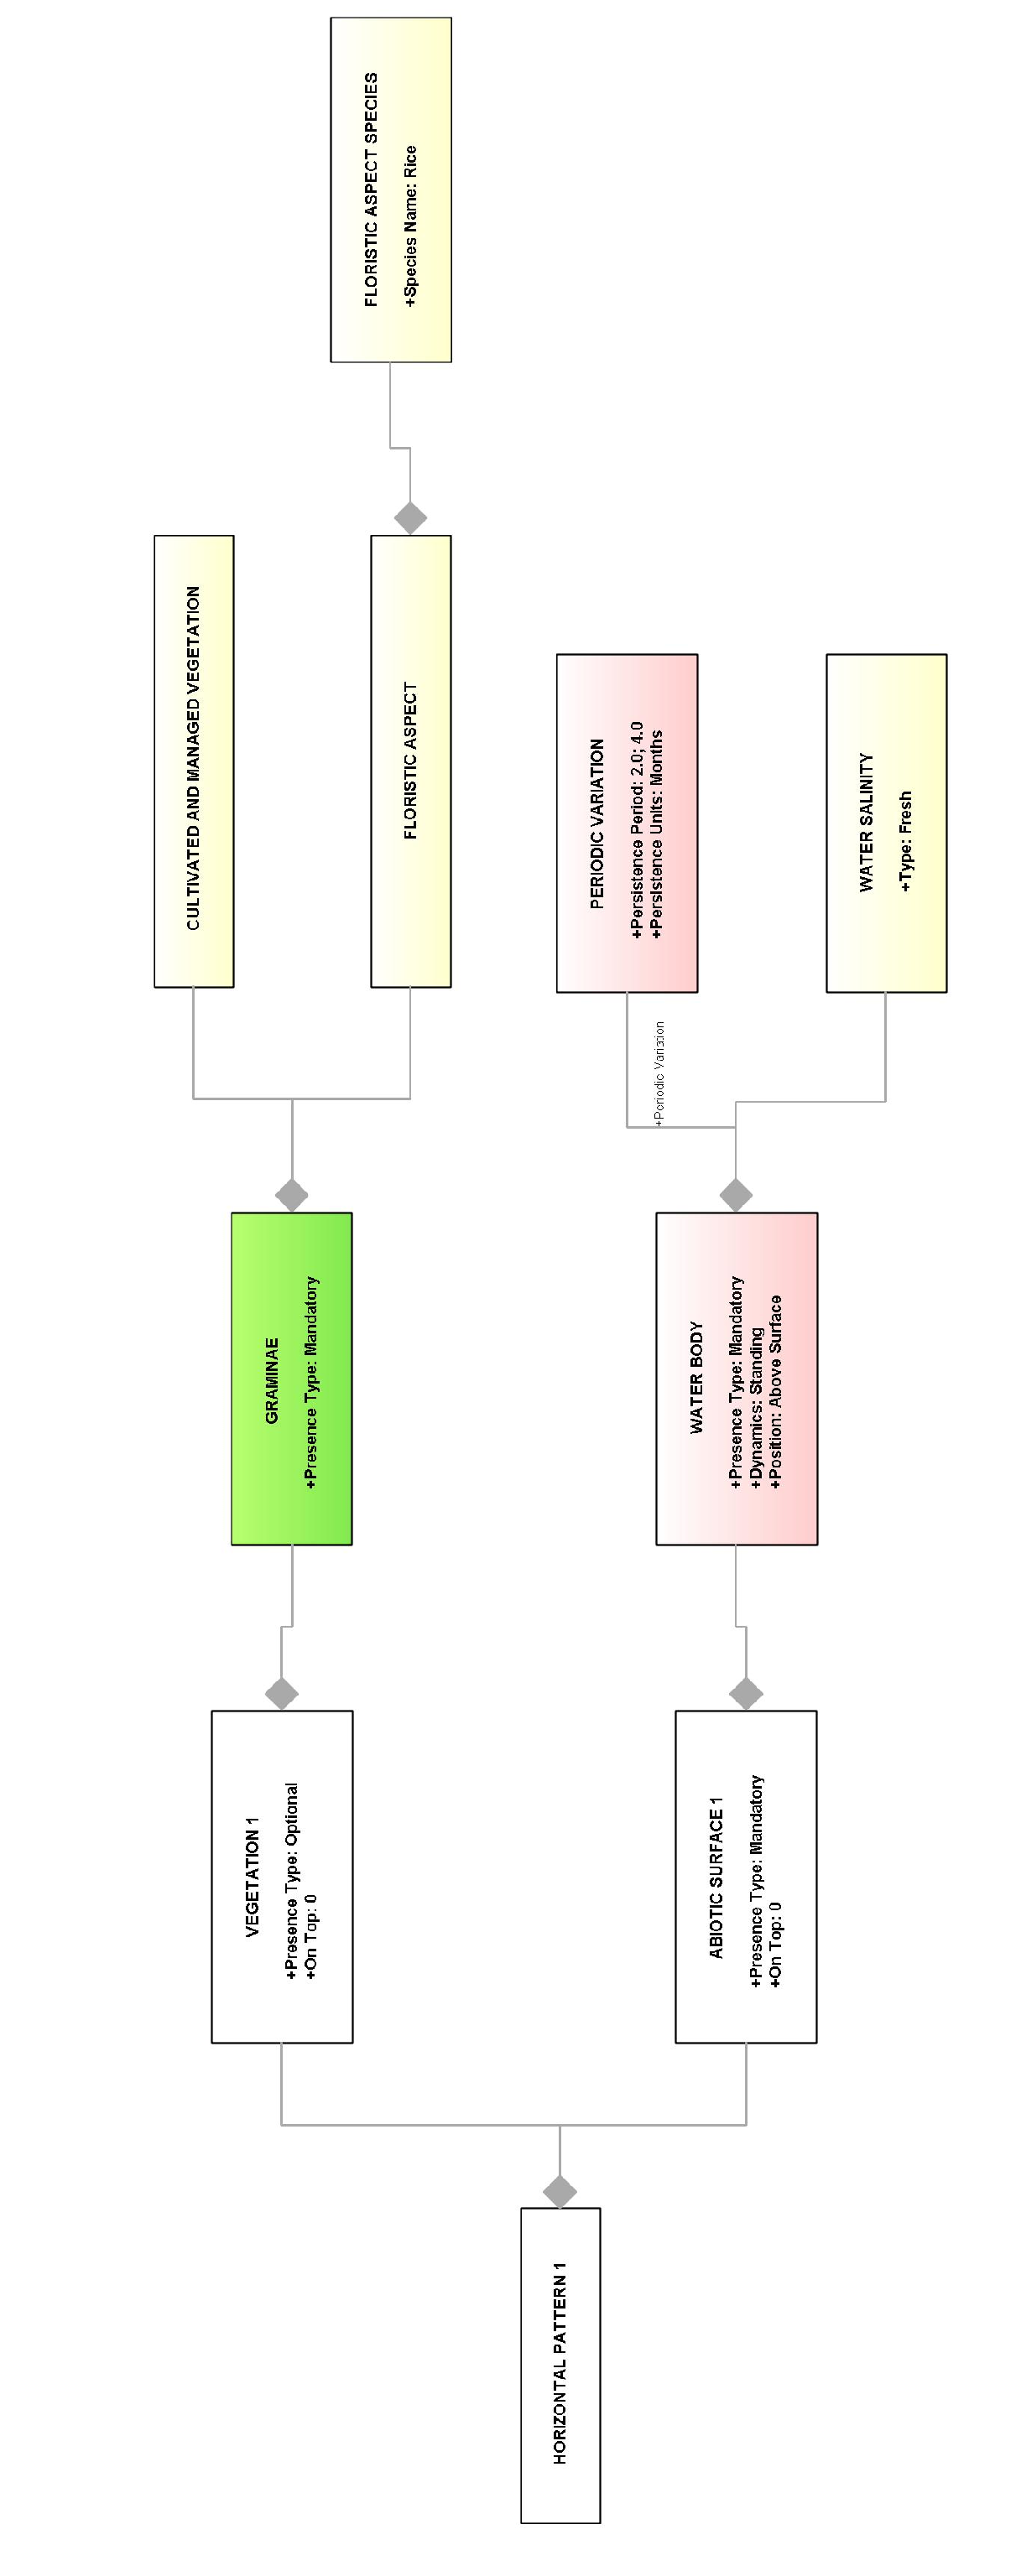 HORIZONTAL PATTERN 1
VEGETATION 1
+Presence Type: Optional
+On Top: 0
ABIOTIC SURFACE 1
+Presence Type: Mandatory
+On Top: 0
GRAMINAE
+Presence Type: Mandatory
WATER BODY
+Presence Type: Mandatory
+Dynamics: Standing
+Position: Above Surface
CULTIVATED AND MANAGED VEGETATION
FLORISTIC ASPECT
+Periodic Variation
PERIODIC VARIATION
+Persistence Period: 2.0; 4.0
+Persistence Units: Months
WATER SALINITY
+Type: Fresh
FLORISTIC ASPECT SPECIES
+Species Name: Rice